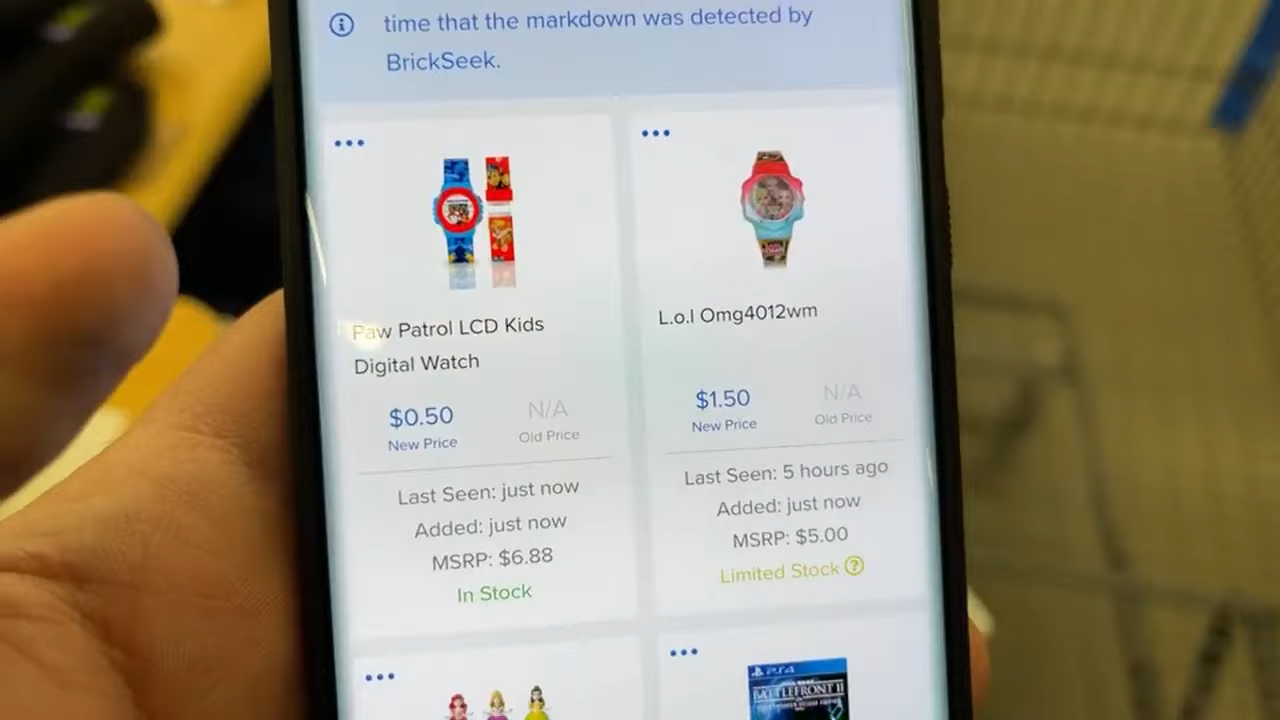 time that the markdown was detected by
BrickSeek.
Paw Patrol LCD Kids
Digital Watch
$0.50
New Price
N/A
Old Price
Last Seen: just now
Added: just now
MSRP: $6.88
In Stock
L.o.l Omg4012wm
$1.50
New Price
N/A
Old Price
Last Seen: 5 hours ago
Added: just now
MSRP: $5.00
Limited Stock
PS4
STAR WARS
BATTLEFRONT II